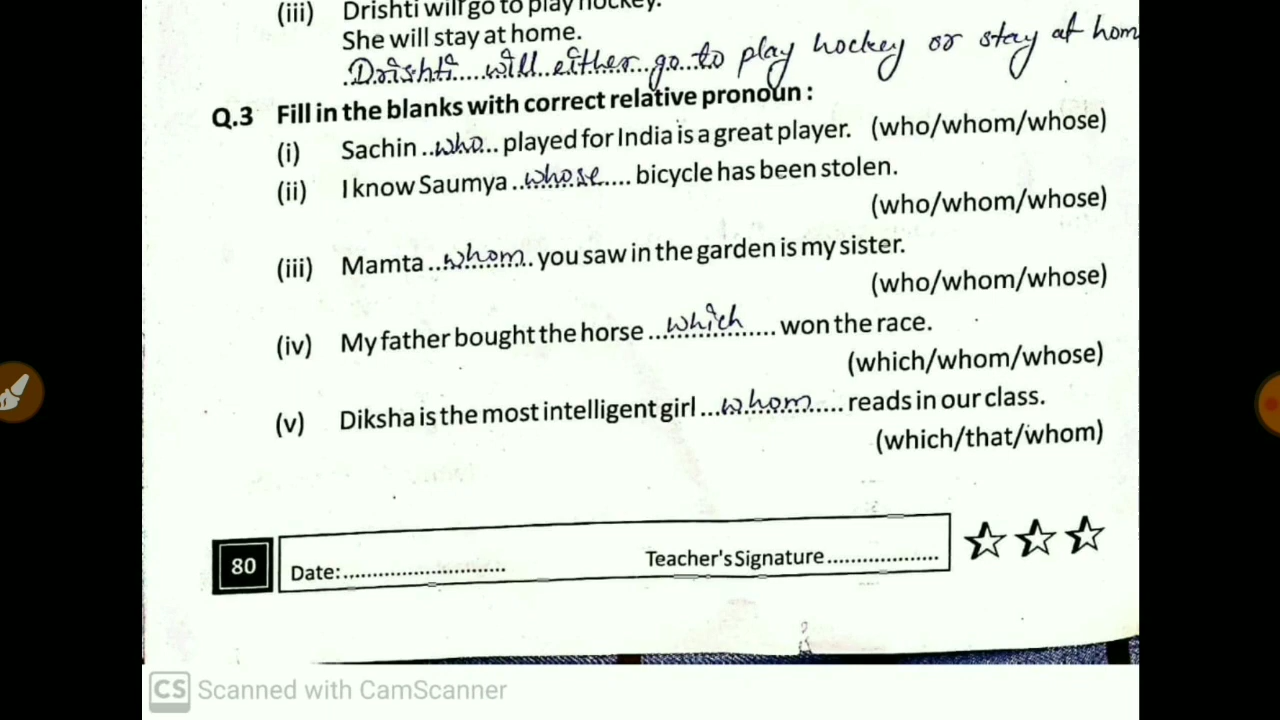 (iii) Drishti will go to play hockey.
She will stay at home.
Drishti will either go to play hockey or stay at hom
Q.3 Fill in the blanks with correct relative pronoun :
(i) Sachin ..who... played for India is a great player. (who/whom/whose)
(ii) I know Saumya ..whose.... bicycle has been stolen.
(who/whom/whose)
(iii) Mamta ..whom.. you saw in the garden is my sister.
(who/whom/whose)
(iv) My father bought the horse ...which.... won the race.
(which/whom/whose)
(v) Diksha is the most intelligent girl ...whom.... reads in our class.
(which/that/whom)
80 Date:............................ Teacher's Signature...................
CS Scanned with CamScanner